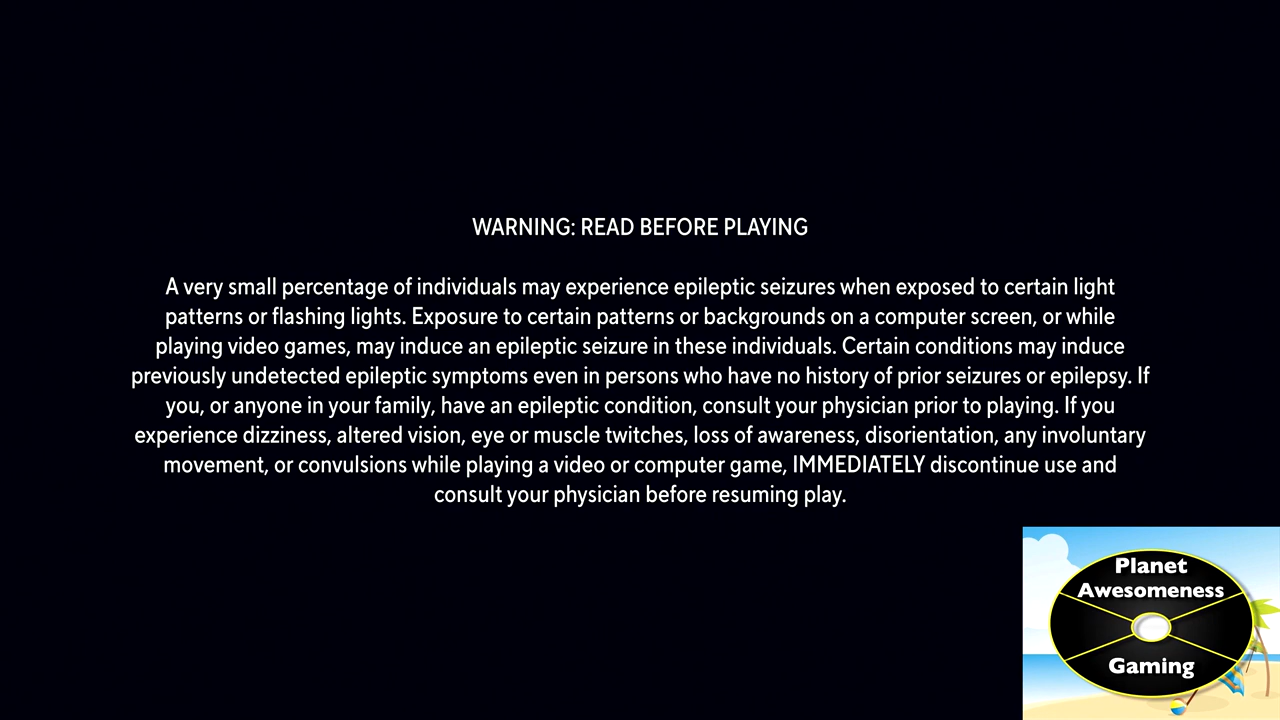 WARNING: READ BEFORE PLAYING
A very small percentage of individuals may experience epileptic seizures when exposed to certain light
patterns or flashing lights. Exposure to certain patterns or backgrounds on a computer screen, or while
playing video games, may induce an epileptic seizure in these individuals. Certain conditions may induce
previously undetected epileptic symptoms even in persons who have no history of prior seizures or epilepsy. If
you, or anyone in your family, have an epileptic condition, consult your physician prior to playing. If you
experience dizziness, altered vision, eye or muscle twitches, loss of awareness, disorientation, any involuntary
movement, or convulsions while playing a video or computer game, IMMEDIATELY discontinue use and
consult your physician before resuming play.
Planet
Awesomeness
Gaming